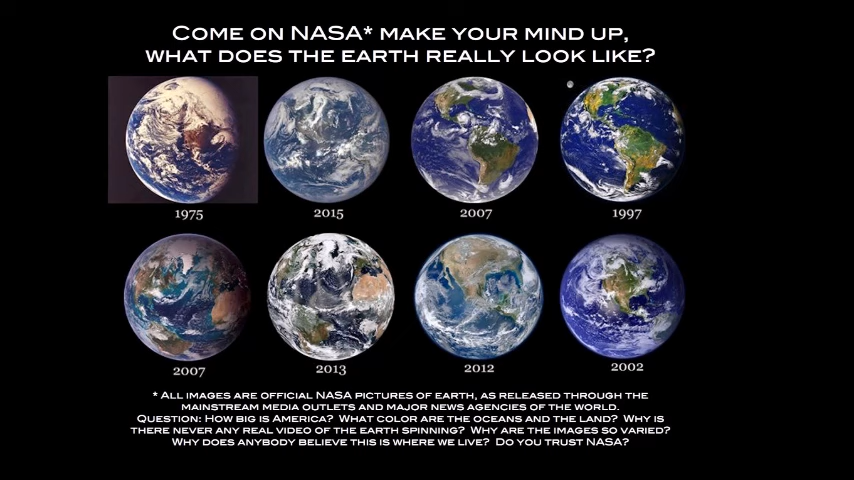 COME ON NASA* MAKE YOUR MIND UP,
WHAT DOES THE EARTH REALLY LOOK LIKE?
1975
2015
2007
1997
2007
2013
2012
2002
* ALL IMAGES ARE OFFICIAL NASA PICTURES OF EARTH, AS RELEASED THROUGH THE
MAINSTREAM MEDIA OUTLETS AND MAJOR NEWS AGENCIES OF THE WORLD.
QUESTION: HOW BIG IS AMERICA? WHAT COLOR ARE THE OCEANS AND THE LAND? WHY IS
THERE NEVER ANY REAL VIDEO OF THE EARTH SPINNING? WHY ARE THE IMAGES SO VARIED?
WHY DOES ANYBODY BELIEVE THIS IS WHERE WE LIVE? DO YOU TRUST NASA?